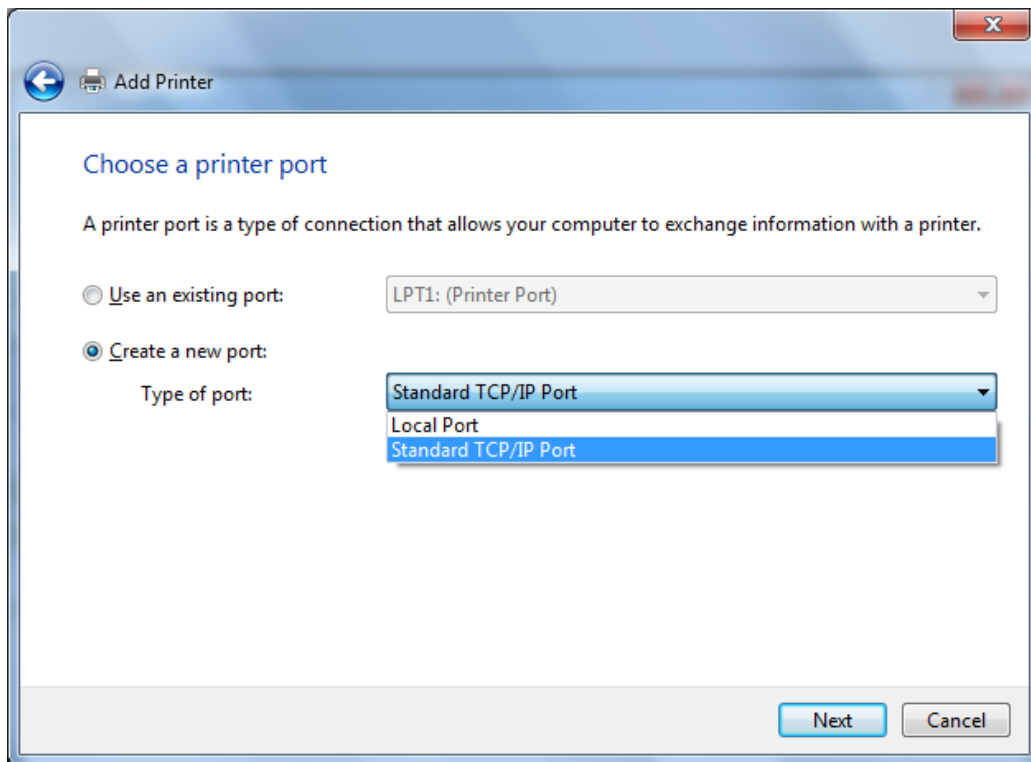 Add Printer
Choose a printer port
A printer port is a type of connection that allows your computer to exchange information with a printer.
Use an existing port: LPT1: (Printer Port)
Create a new port:
Type of port: Standard TCP/IP Port
Local Port
Standard TCP/IP Port
Next Cancel